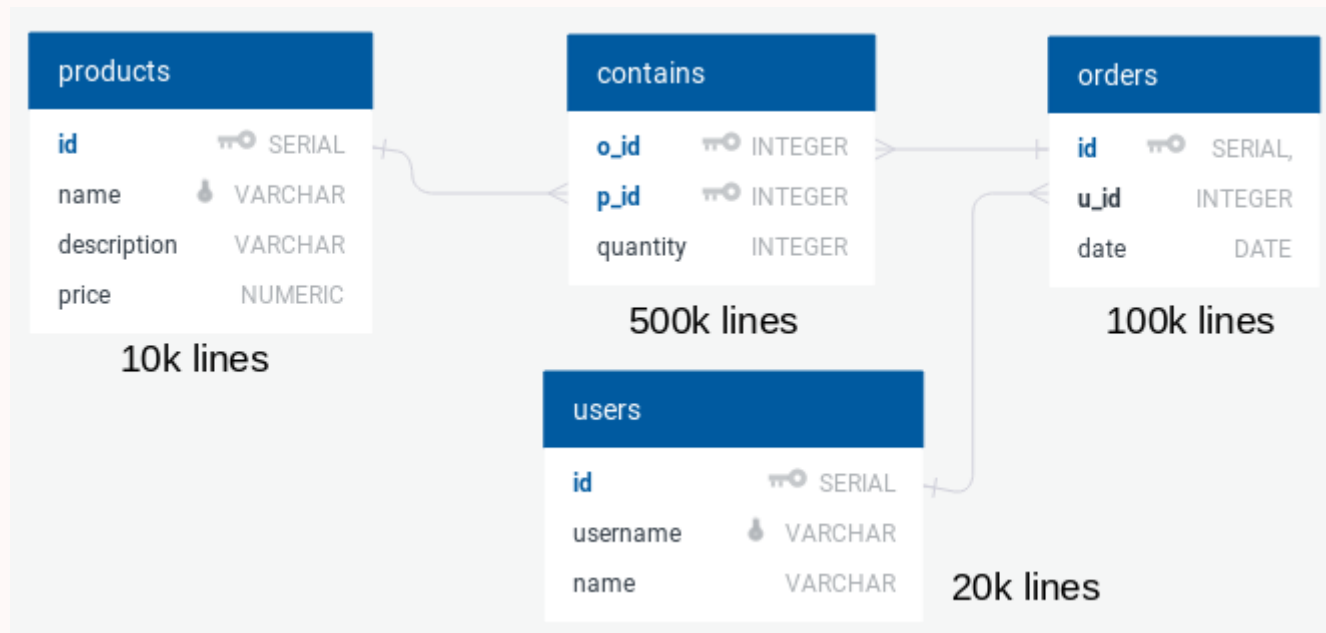 products
id SERIAL
name VARCHAR
description VARCHAR
price NUMERIC
10k lines
contains
o_id INTEGER
p_id INTEGER
quantity INTEGER
500k lines
orders
id SERIAL,
u_id INTEGER
date DATE
100k lines
users
id SERIAL
username VARCHAR
name VARCHAR
20k lines